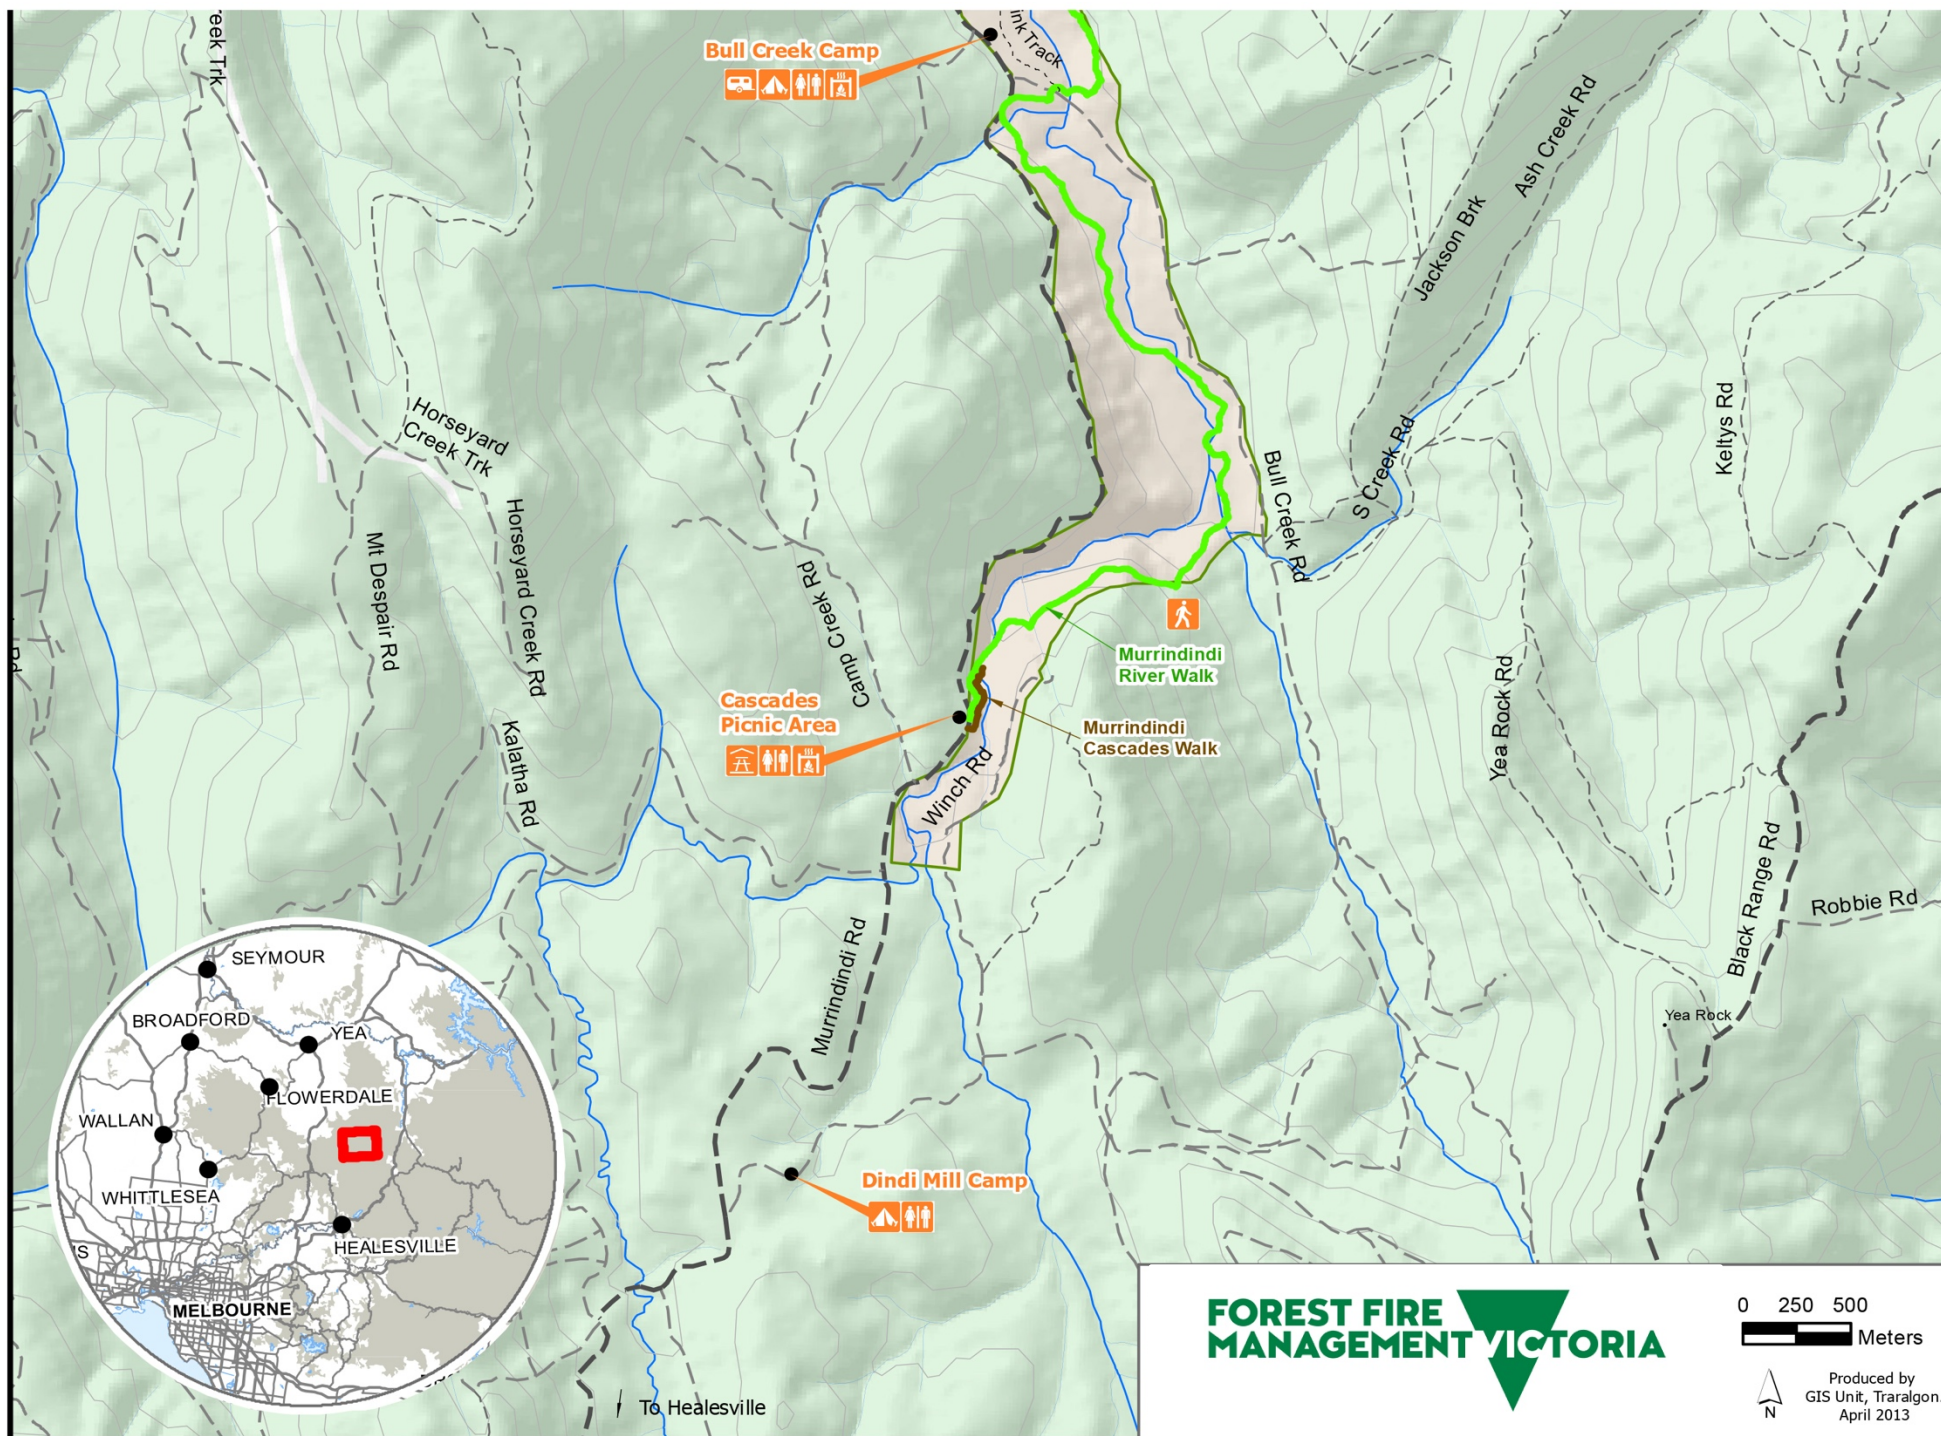 Bull Creek Camp
ink Track
eek Trk
Ash Creek Rd
Jackson Brk
Horseyard
Creek Trk
Keltys Rd
S Creek Rd
Bull Creek Rd
Horseyard Creek Rd
Mt Despair Rd
Camp Creek Rd
Rd
Murrindindi
River Walk
Cascades
Picnic Area
Murrindindi
Cascades Walk
Yea Rock Rd
Kalatha Rd
Winch Rd
Black Range Rd
Robbie Rd
Murrindindi Rd
Yea Rock
Dindi Mill Camp
SEYMOUR
BROADFORD
YEA
FLOWERDALE
WALLAN
WHITTLESEA
HEALESVILLE
'S
MELBOURNE
To Healesville
FOREST FIRE
MANAGEMENT VICTORIA
0 250 500
Meters
N
Produced by
GIS Unit, Traralgon.
April 2013